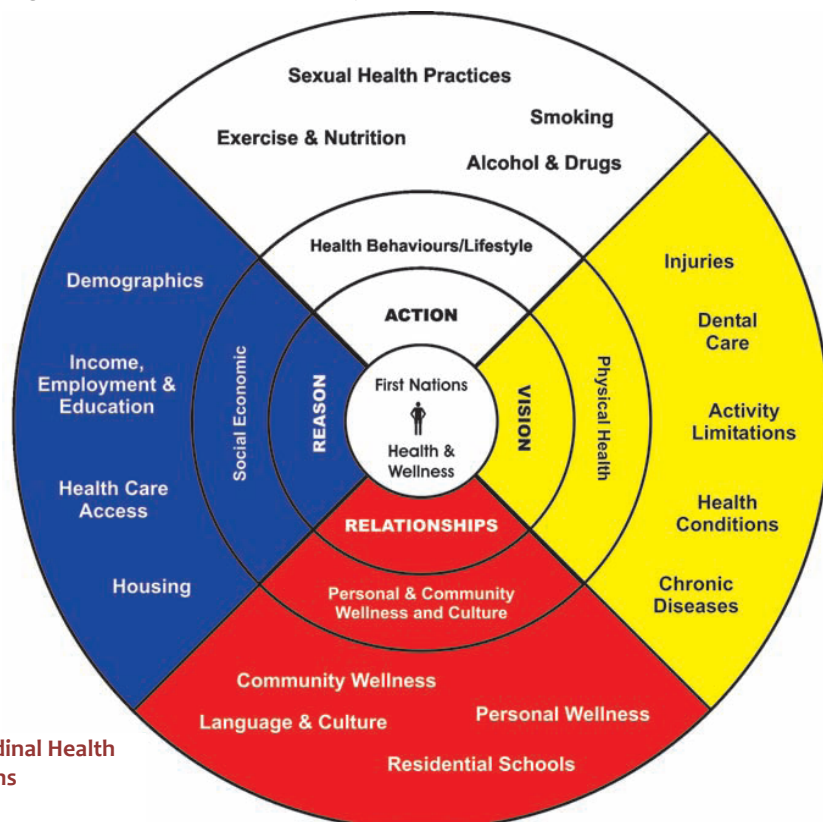 Sexual Health Practices
Smoking
Exercise & Nutrition
Alcohol & Drugs
Health Behaviours/Lifestyle
ACTION
Demographics
Income,
Employment &
Education
Health Care
Access
Housing
Social Economic
REASON
First Nations
Health &
Wellness
VISION
Physical Health
Injuries
Dental
Care
Activity
Limitations
Health
Conditions
Chronic
Diseases
RELATIONSHIPS
Personal & Community
Wellness and Culture
Community Wellness
Language & Culture
Personal Wellness
Residential Schools
dinal Health